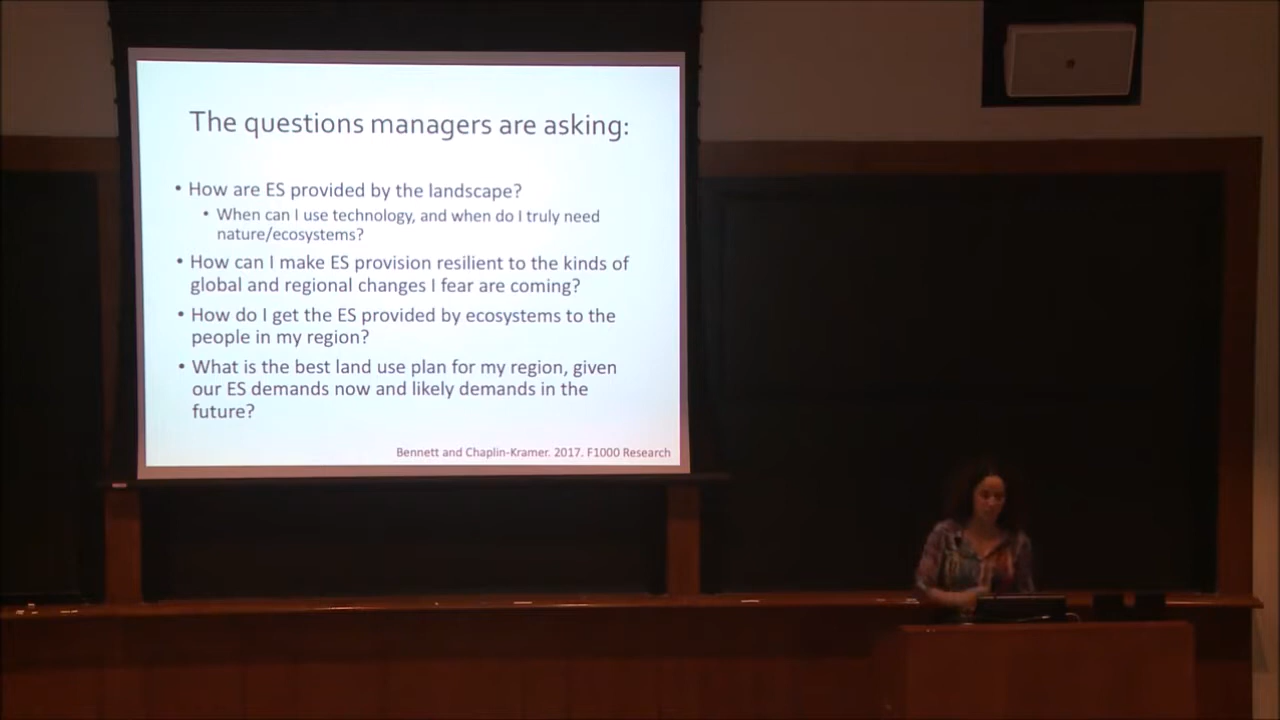 The questions managers are asking:
• How are ES provided by the landscape?
• When can I use technology, and when do I truly need
nature/ecosystems?
• How can I make ES provision resilient to the kinds of
global and regional changes I fear are coming?
• How do I get the ES provided by ecosystems to the
people in my region?
• What is the best land use plan for my region, given
our ES demands now and likely demands in the
future?
Bennett and Chaplin-Kramer. 2017. F1000 Research